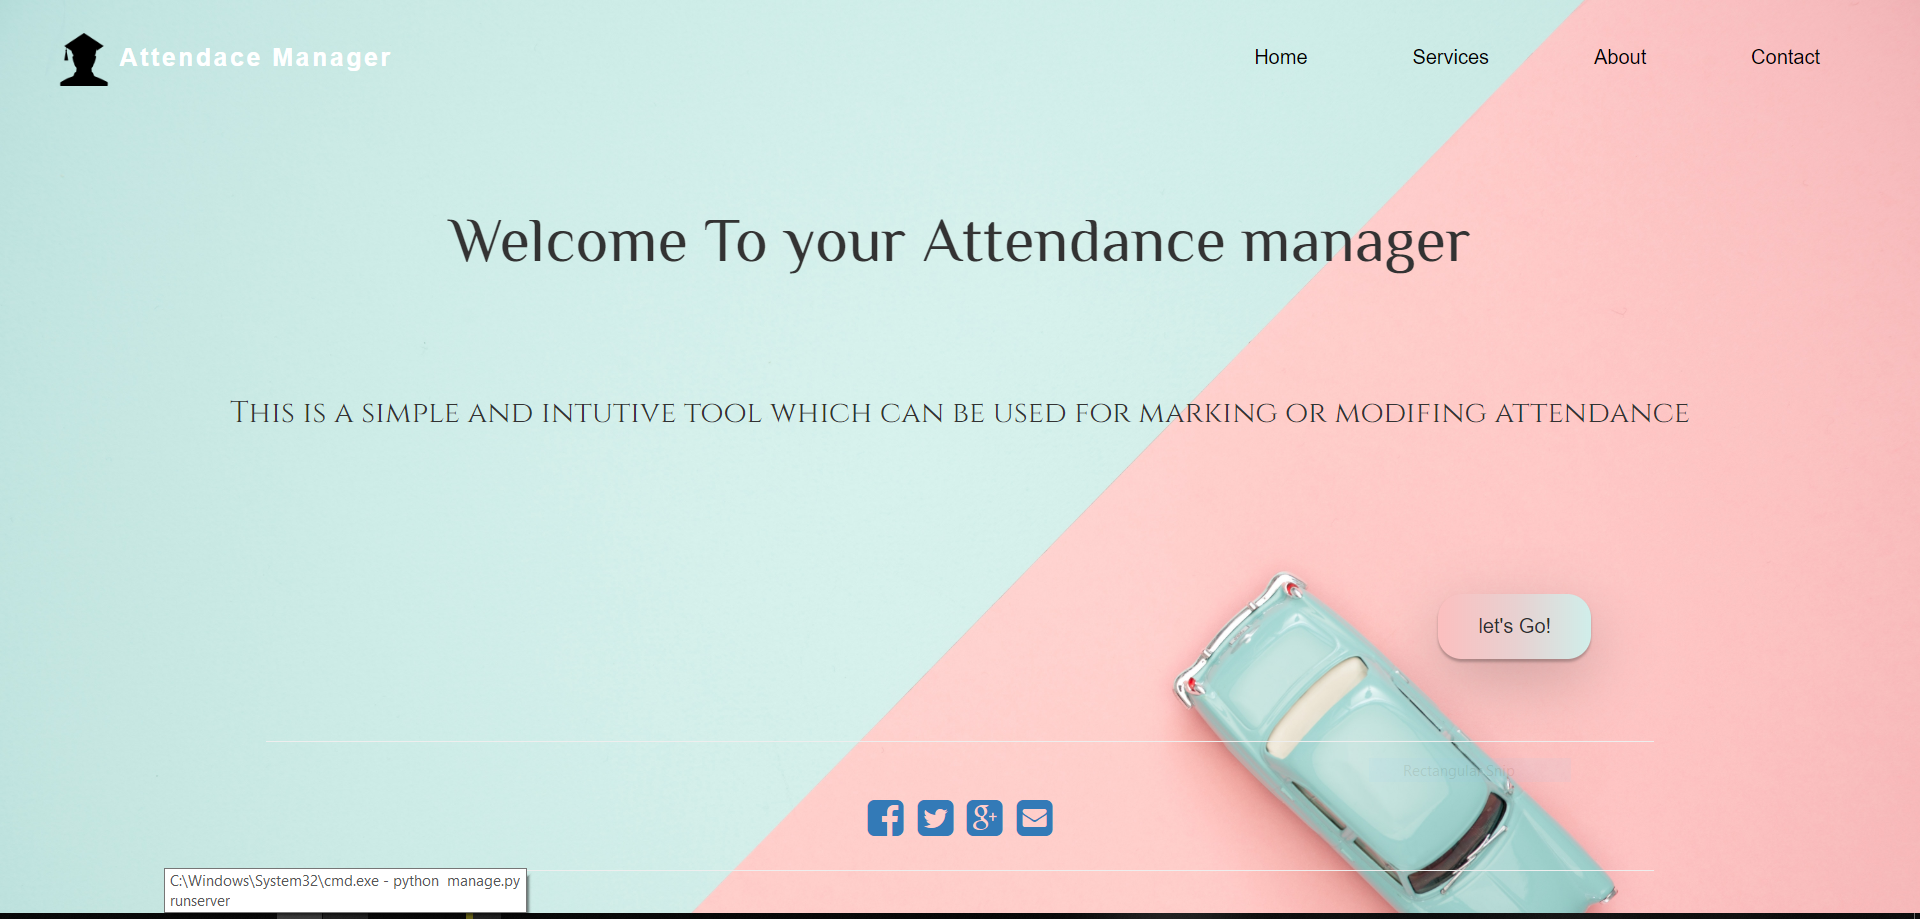 Attendace Manager
Home
Services
About
Contact
Welcome To your Attendance manager
This is a simple and intutive tool which can be used for marking or modifing attendance
let's Go!
Rectangular Snip
C:\Windows\System32\cmd.exe - python  manage.py
runserver